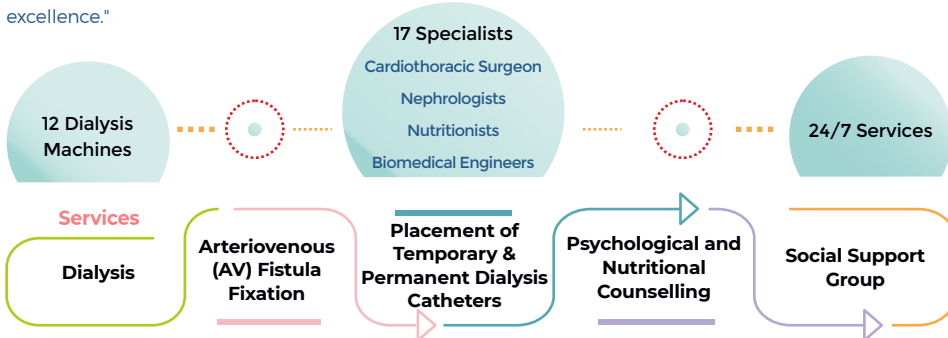 excellence."
12 Dialysis
Machines
17 Specialists
Cardiothoracic Surgeon
Nephrologists
Nutritionists
Biomedical Engineers
24/7 Services
Services
Dialysis
Arteriovenous
(AV) Fistula
Fixation
Placement of
Temporary &
Permanent Dialysis
Catheters
Psychological and
Nutritional
Counselling
Social Support
Group